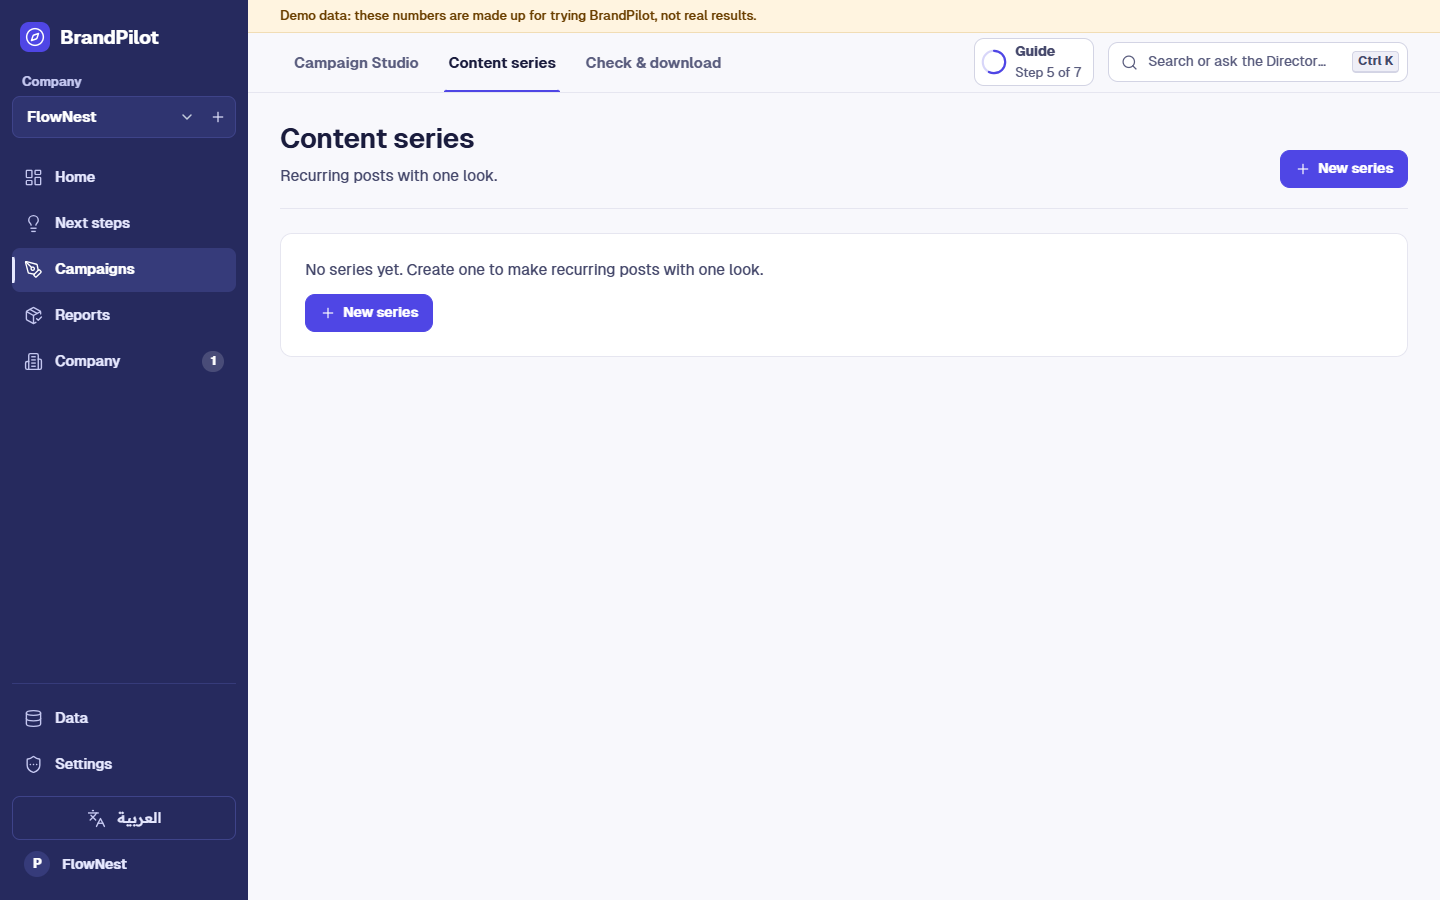 BrandPilot
Company
FlowNest
Home
Next steps
Campaigns
Reports
Company
1
Data
Settings
العربية
P
FlowNest
Demo data: these numbers are made up for trying BrandPilot, not real results.
Campaign Studio
Content series
Check & download
Guide
Step 5 of 7
Search or ask the Director...
Ctrl K
Content series
Recurring posts with one look.
New series
No series yet. Create one to make recurring posts with one look.
New series